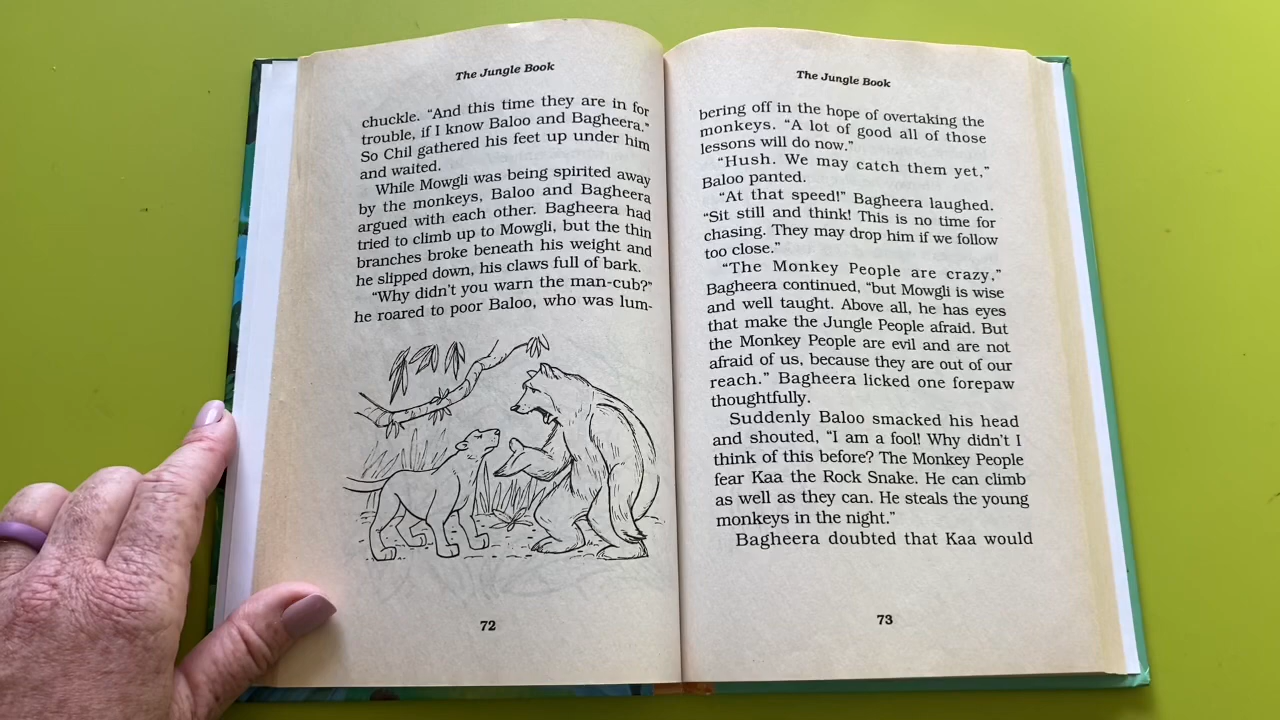 The Jungle Book
chuckle. “And this time they are in for
trouble, if I know Baloo and Bagheera.”
So Chil gathered his feet up under him
and waited.
While Mowgli was being spirited away
by the monkeys, Baloo and Bagheera
argued with each other. Bagheera had
tried to climb up to Mowgli, but the thin
branches broke beneath his weight and
he slipped down, his claws full of bark.
“Why didn’t you warn the man-cub?”
he roared to poor Baloo, who was lum-
72
The Jungle Book
bering off in the hope of overtaking the
monkeys. “A lot of good all of those
lessons will do now.”
“Hush. We may catch them yet,”
Baloo panted.
“At that speed!” Bagheera laughed.
“Sit still and think! This is no time for
chasing. They may drop him if we follow
too close.”
“The Monkey People are crazy,”
Bagheera continued, “but Mowgli is wise
and well taught. Above all, he has eyes
that make the Jungle People afraid. But
the Monkey People are evil and are not
afraid of us, because they are out of our
reach.” Bagheera licked one forepaw
thoughtfully.
Suddenly Baloo smacked his head
and shouted, “I am a fool! Why didn’t I
think of this before? The Monkey People
fear Kaa the Rock Snake. He can climb
as well as they can. He steals the young
monkeys in the night.”
Bagheera doubted that Kaa would
73